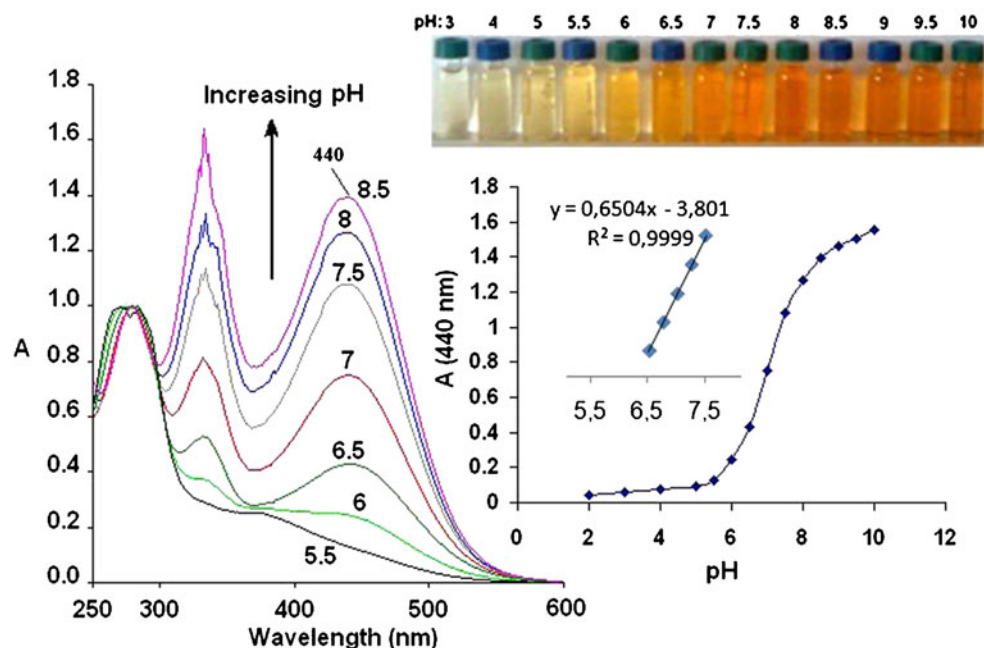 pH: 3 4 5 5.5 6 6.5 7 7.5 8 8.5 9 9.5 10
1.8
1.6
1.4
1.2
1.0
A
0.8
0.6
0.4
0.2
0.0
Increasing pH
440
8.5
8
7.5
7
6.5
6
5.5
250 300 400 500 600
Wavelength (nm)
1.8
1.6
1.4
1.2
1
0.8
0.6
0.4
0.2
0
A (440 nm)
y = 0,6504x - 3,801
R² = 0,9999
5,5 6,5 7,5
0 2 4 6 8 10 12
pH